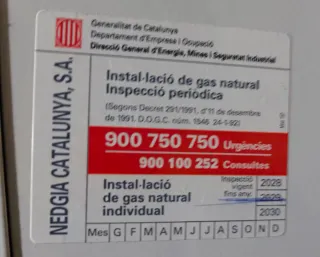 Generalitat de Catalunya
Departament d'Empresa i Ocupació
Direcció General d'Energia, Mines i Seguretat Industrial
NEDGIA CATALUNYA, S.A.
Instal·lació de gas natural
Inspecció periòdica
(Segons Decret 291/1991, d'11 de desembre
de 1991. D.O.G.C. núm. 1546 24-1-92)
900 750 750 Urgències
900 100 252 Consultes
Instal·lació
de gas natural
individual
Inspecció
vigent
fins any:
2028
2029
2030
Mes G F M A M J J A S O N D